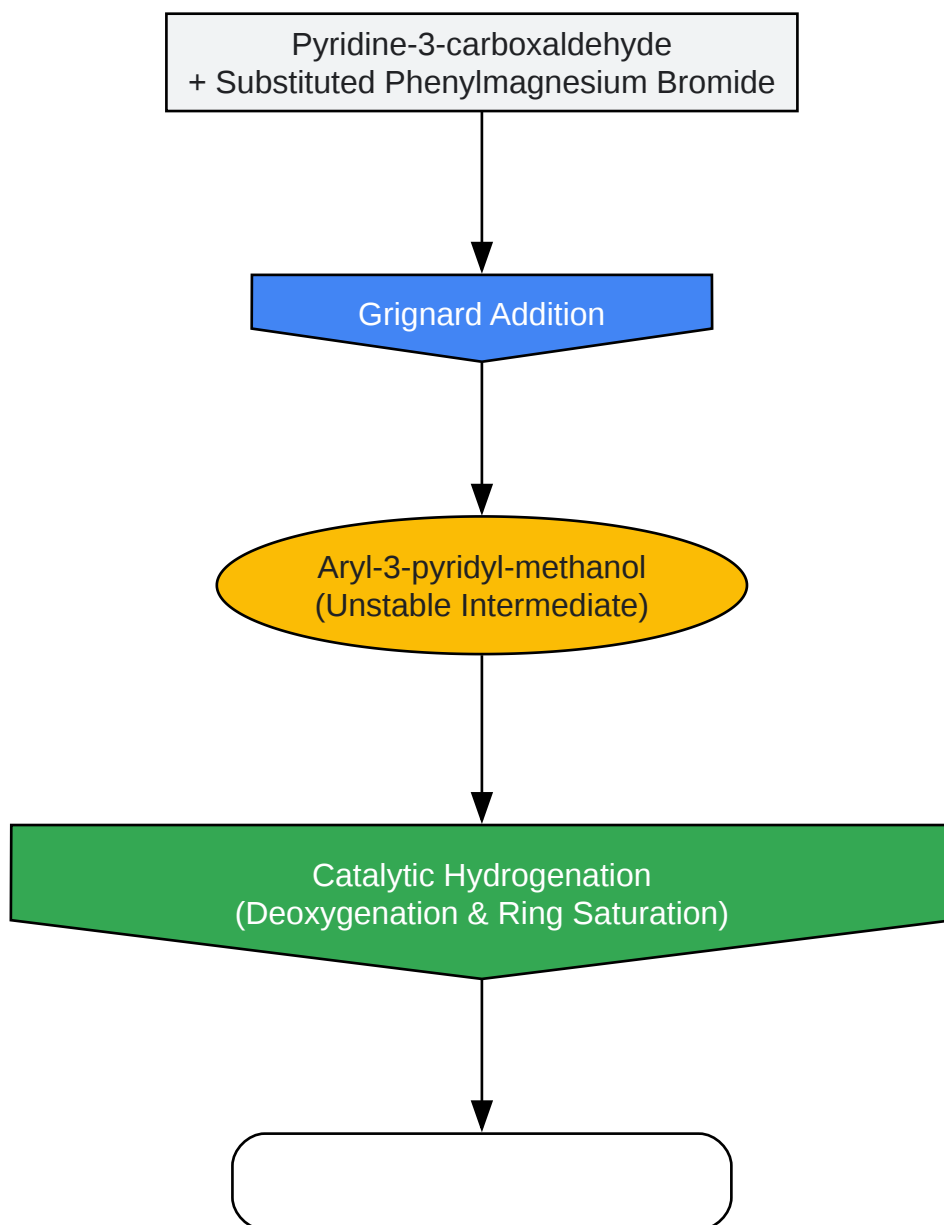 Pyridine-3-carboxaldehyde
+ Substituted Phenylmagnesium Bromide
Grignard Addition
Aryl-3-pyridyl-methanol
(Unstable Intermediate)
Catalytic Hydrogenation
(Deoxygenation & Ring Saturation)